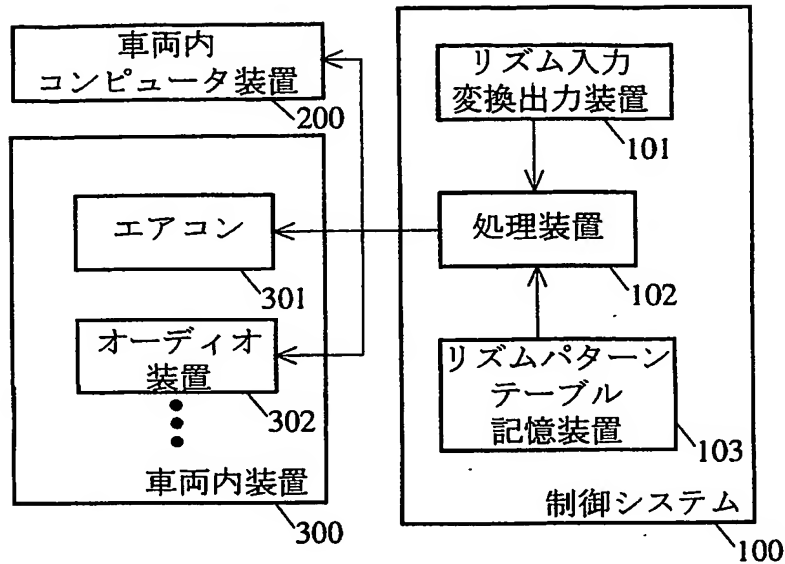 車両内
コンピュータ装置
200
エアコン
301
オーディオ
装置
302
車両内装置
300
リズム入力
変換出力装置
101
処理装置
102
リズムパターン
テーブル
記憶装置
103
制御システム
100